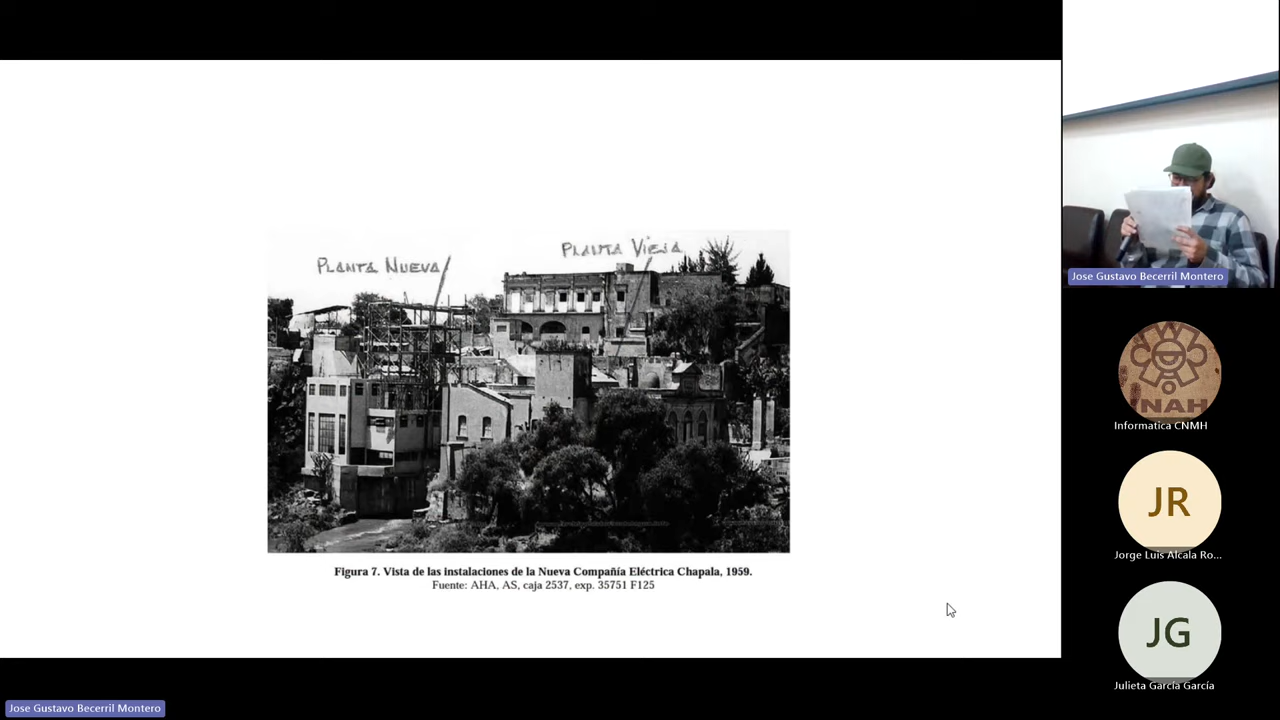 PLANTA NUEVA
PLANTA VIEJA
Figura 7. Vista de las instalaciones de la Nueva Compañía Eléctrica Chapala, 1959.
Fuente: AHA, AS, caja 2537, exp. 35751 F125
Jose Gustavo Becerril Montero
INAH
Informatica CNMH
JR
Jorge Luis Alcala Ro...
JG
Julieta García García
Jose Gustavo Becerril Montero